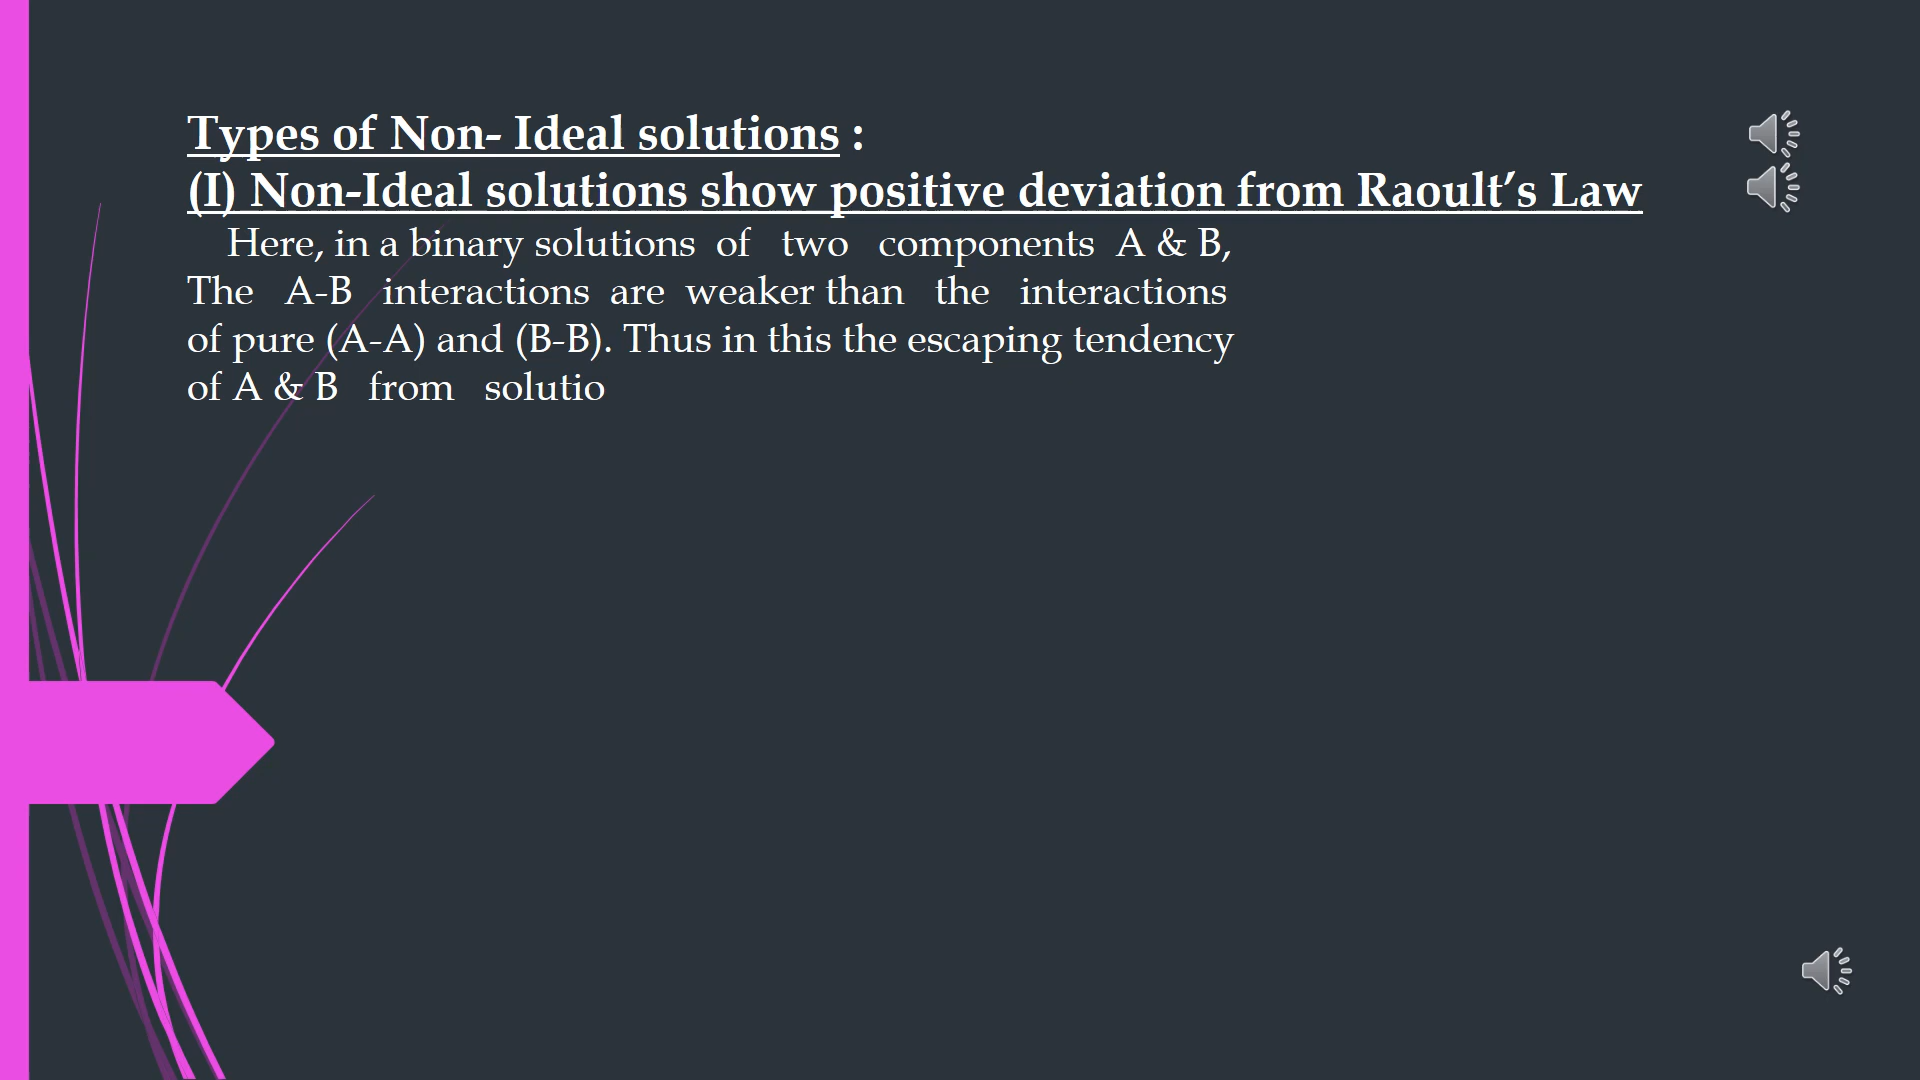 Types of Non- Ideal solutions :
(I) Non-Ideal solutions show positive deviation from Raoult’s Law
Here, in a binary solutions of two components A & B,
The A-B interactions are weaker than the interactions
of pure (A-A) and (B-B). Thus in this the escaping tendency
of A & B from solutio